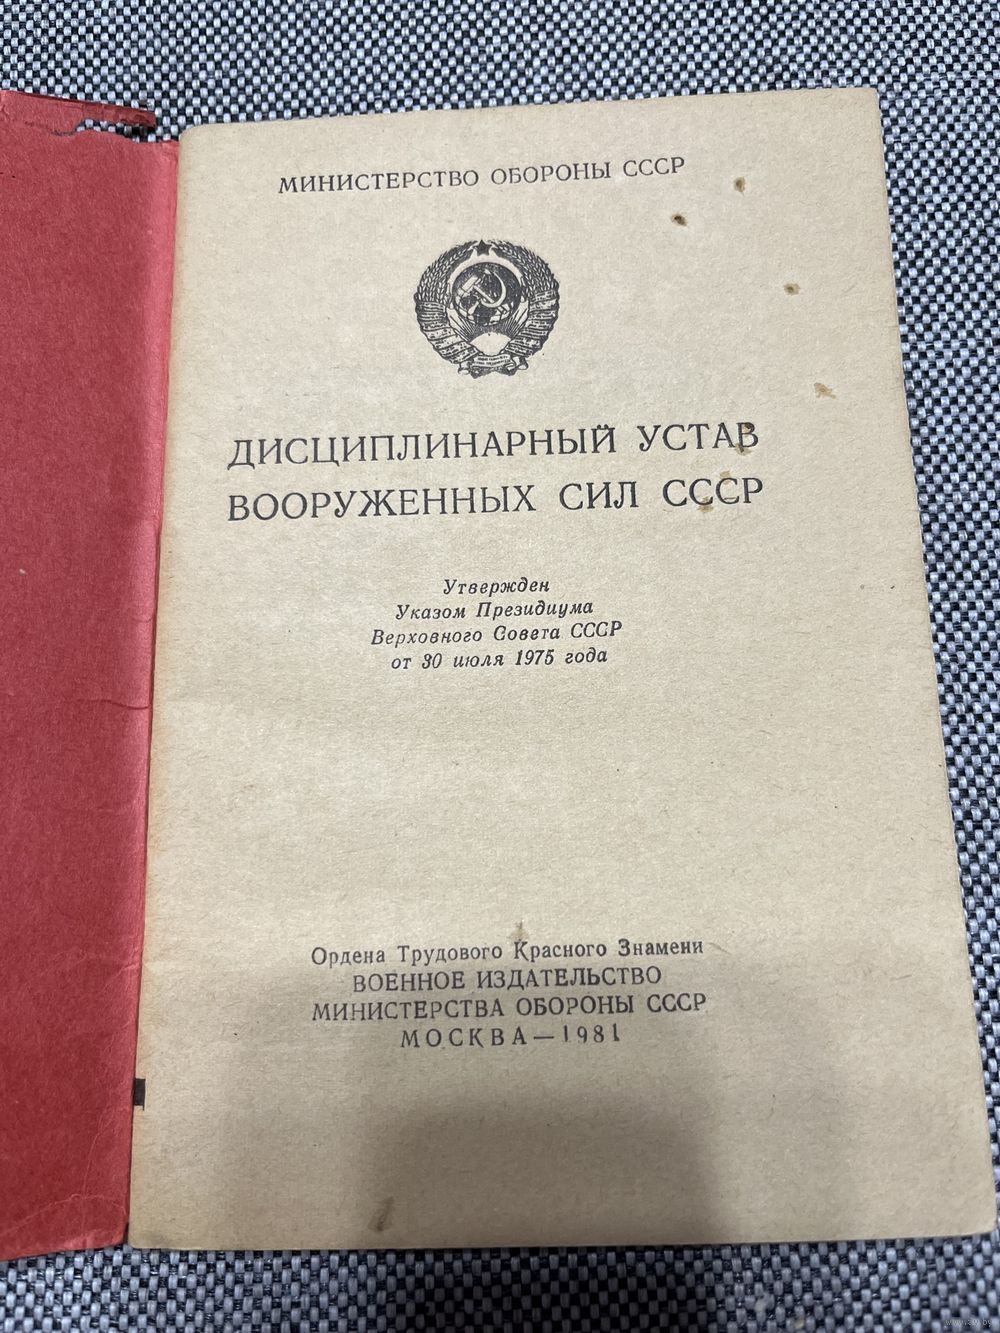 МИНИСТЕРСТВО ОБОРОНЫ СССР
ДИСЦИПЛИНАРНЫЙ УСТАВ
ВООРУЖЕННЫХ СИЛ СССР
Утвержден
Указом Президиума
Верховного Совета СССР
от 30 июля 1975 года
Ордена Трудового Красного Знамени
ВОЕННОЕ ИЗДАТЕЛЬСТВО
МИНИСТЕРСТВА ОБОРОНЫ СССР
МОСКВА—1981